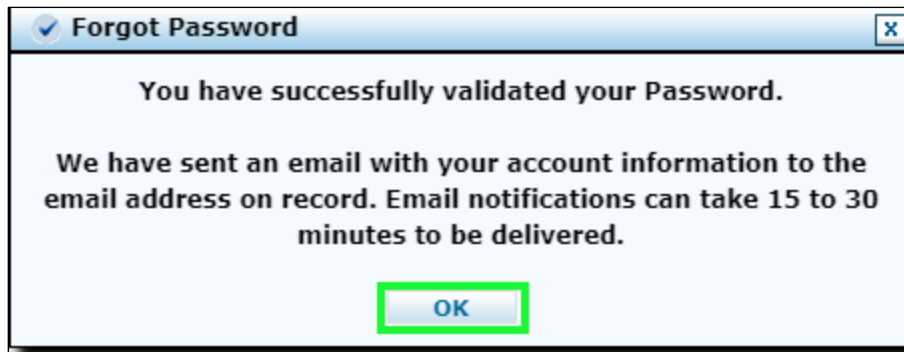 Forgot Password
x
You have successfully validated your Password.
We have sent an email with your account information to the
email address on record. Email notifications can take 15 to 30
minutes to be delivered.
OK